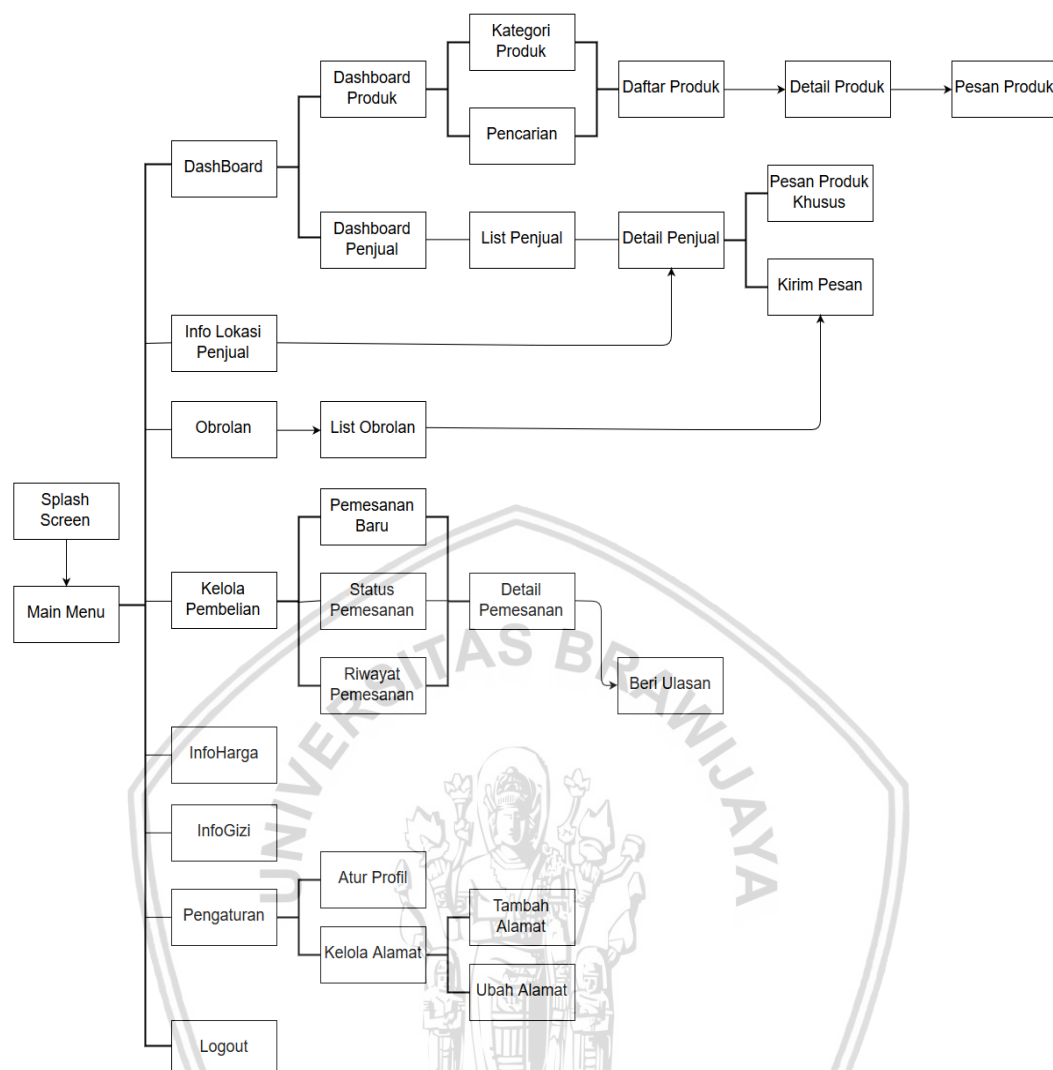 Kategori
Produk
Dashboard
Produk
Daftar Produk
Detail Produk
Pesan Produk
Pencarian
DashBoard
Pesan Produk
Khusus
Dashboard
Penjual
List Penjual
Detail Penjual
Kirim Pesan
Info Lokasi
Penjual
Obrolan
List Obrolan
Splash
Screen
Pemesanan
Baru
Main Menu
Kelola
Pembelian
Status
Pemesanan
Detail
Pemesanan
Riwayat
Pemesanan
Beri Ulasan
InfoHarga
InfoGizi
Atur Profil
Pengaturan
Tambah
Alamat
Kelola Alamat
Ubah Alamat
Logout
UNIVERSITAS BRAWIJAYA